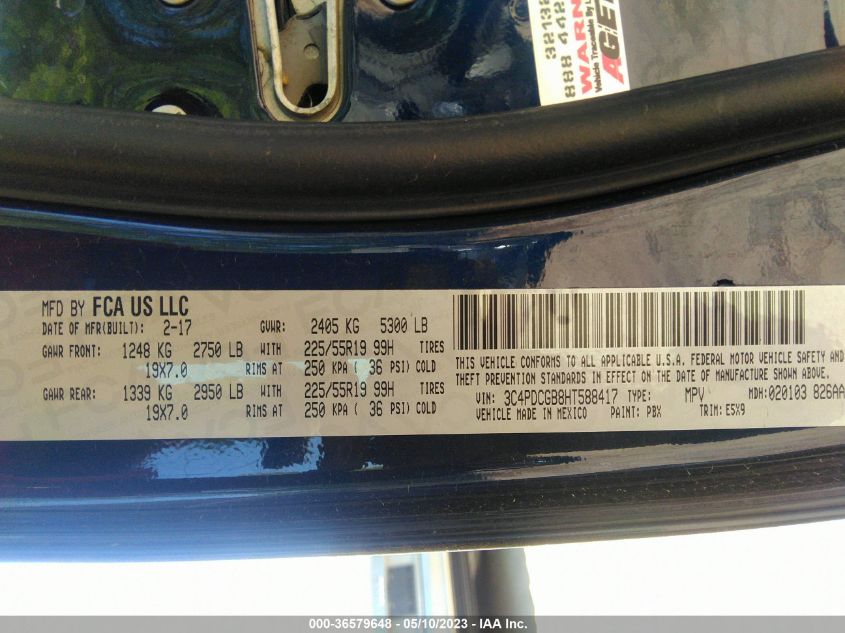 32132
888 442
WARN
Vehicle Traceable by L
AGE
MFD BY FCA US LLC
DATE OF MFR(BUILT): 2-17 GVWR: 2405 KG 5300 LB
GAWR FRONT: 1248 KG 2750 LB WITH 225/55R19 99H TIRES
19X7.0 RIMS AT 250 KPA ( 36 PSI) COLD
GAWR REAR: 1339 KG 2950 LB WITH 225/55R19 99H TIRES
19X7.0 RIMS AT 250 KPA ( 36 PSI) COLD
THIS VEHICLE CONFORMS TO ALL APPLICABLE U.S.A. FEDERAL MOTOR VEHICLE SAFETY AND
THEFT PREVENTION STANDARDS IN EFFECT ON THE DATE OF MANUFACTURE SHOWN ABOVE.
VIN: 3C4PDCGB8HT588417 TYPE: MPV MDH: 020103 826AA
VEHICLE MADE IN MEXICO PAINT: PBX TRIM: E5X9
000-36579648 - 05/10/2023 - IAA Inc.